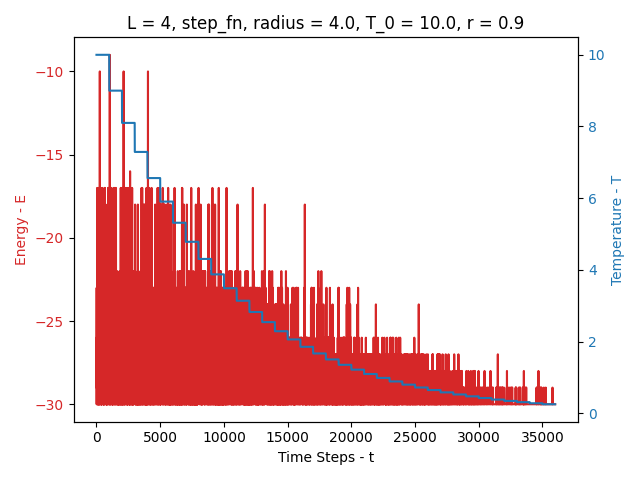 L = 4, step_fn, radius = 4.0, T_0 = 10.0, r = 0.9
−10
−15
−20
−25
−30
Energy - E
10
8
6
4
2
0
Temperature - T
0 5000 10000 15000 20000 25000 30000 35000
Time Steps - t